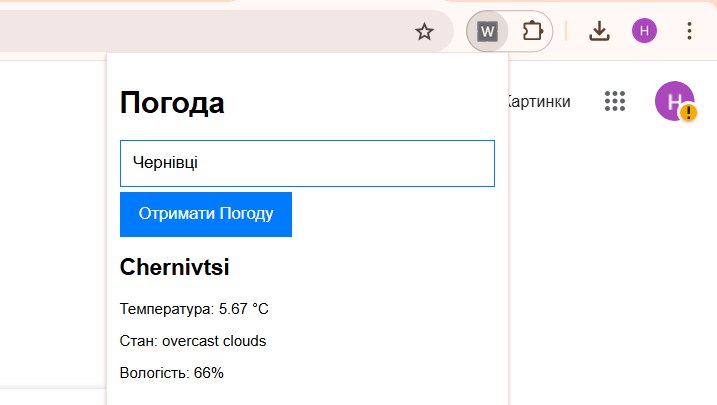 W
H
Погода
Картинки
H
Чернівці
Отримати Погоду
Chernivtsi
Температура: 5.67 °C
Стан: overcast clouds
Вологість: 66%